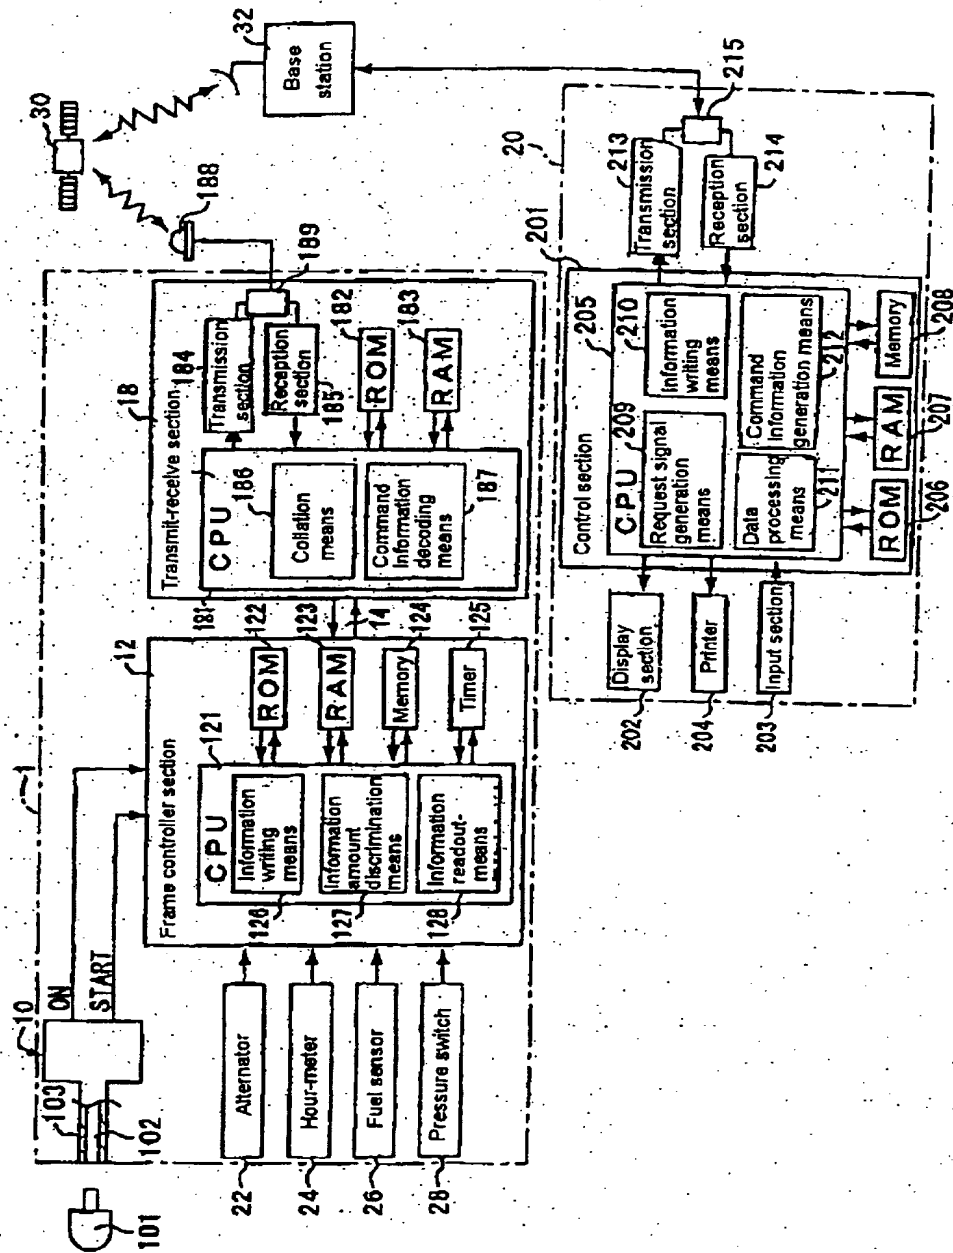 1
10
ON
START
103
102
101
Alternator
22
Hour-meter
24
Fuel sensor
26
Pressure switch
28
12
Frame controller section
CPU
121
Information
writing
means
126
Information
amount
discrimination
means
127
Information
readout-
means
128
ROM
122
RAM
123
Memory
124
Timer
125
14
18
Transmit-receive section
181
CPU
186
Collation
means
Command
Information
decoding
means
187
184
Transmission
section
Reception
section
185
ROM
182
RAM
183
189
188
30
32
Base
station
20
201
Control section
205
CPU
209
Request signal
generation
means
210
Information
writing
means
Data
processing
means
211
Command
Information
generation means
212
213
Transmission
section
Reception
section
214
215
Display
section
202
Printer
204
Input section
203
ROM
206
RAM
207
Memory
208